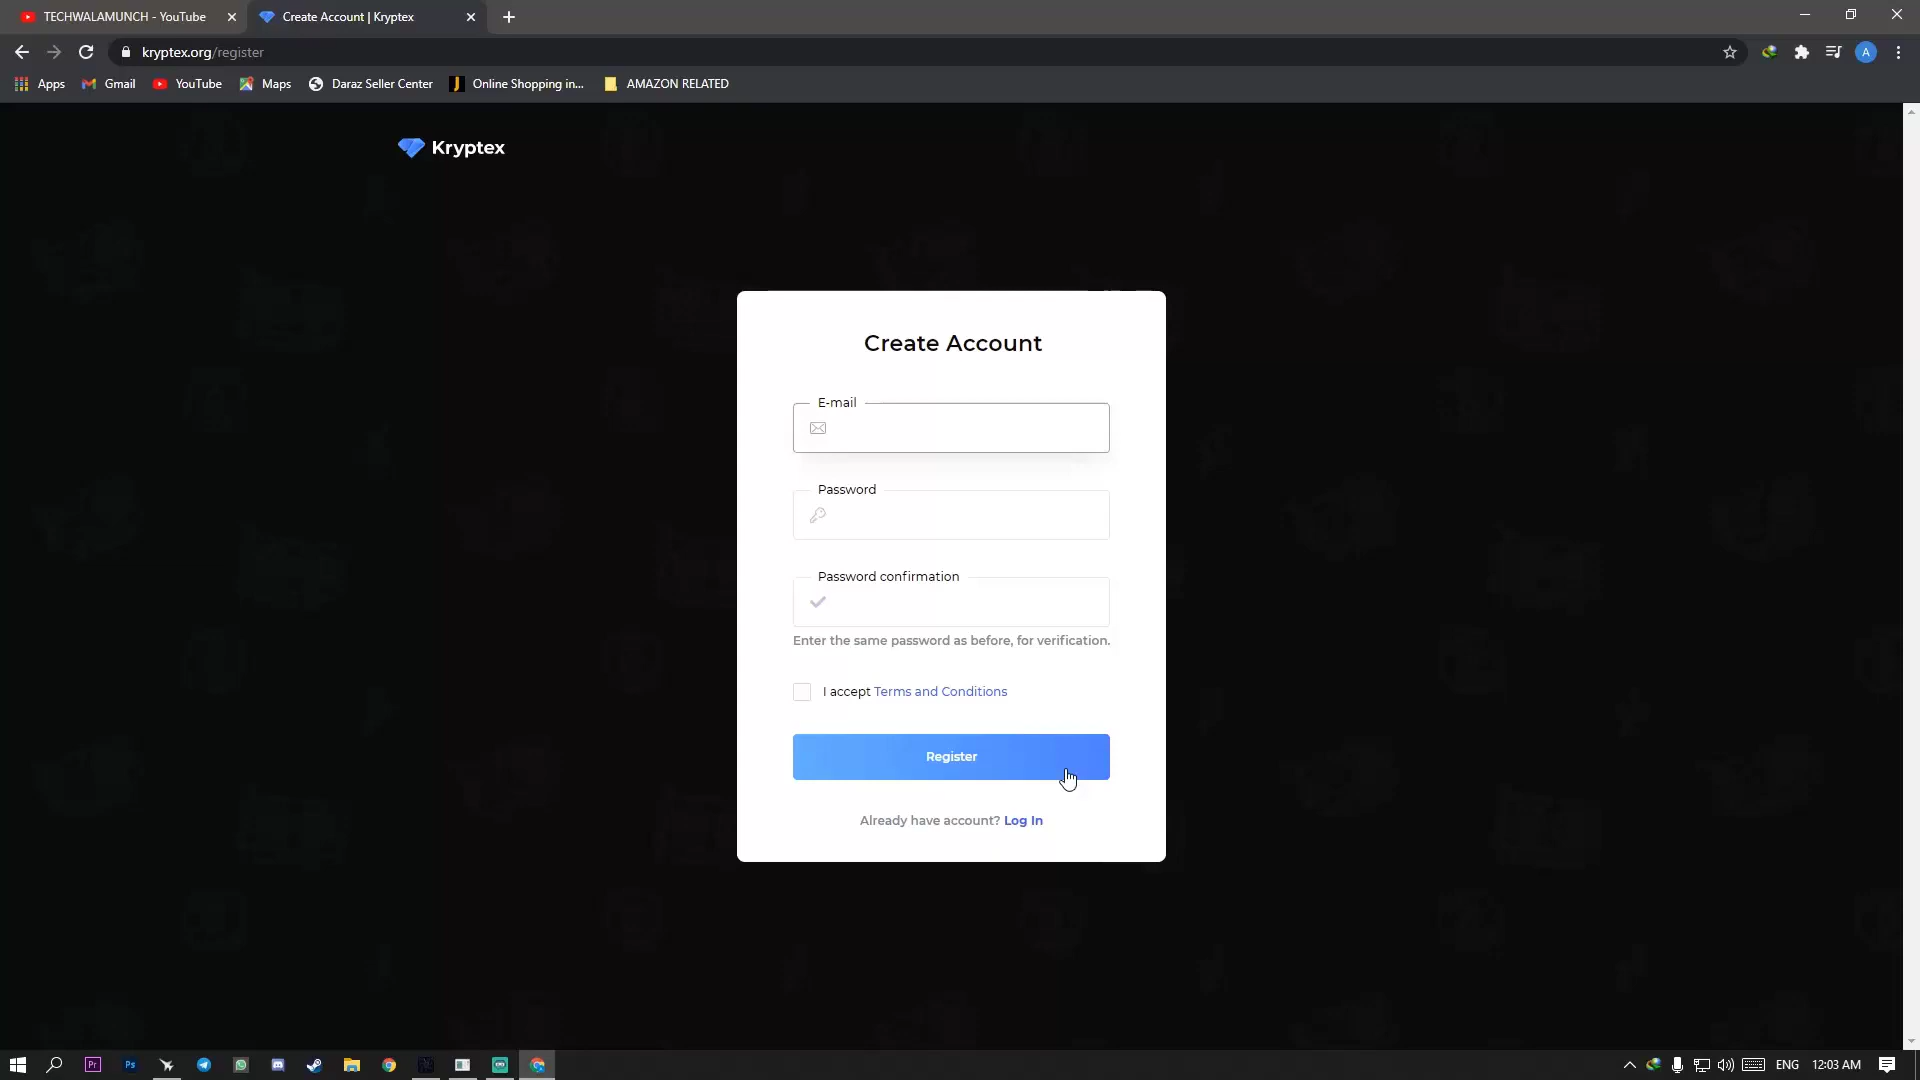 TECHWALAMUNCH - YouTube
Create Account | Kryptex
kryptex.org/register
A
Apps
Gmail
YouTube
Maps
Daraz Seller Center
Online Shopping in...
AMAZON RELATED
Kryptex
Create Account
E-mail
Password
Password confirmation
Enter the same password as before, for verification.
I accept Terms and Conditions
Register
Already have account? Log In
Pr
Ps
ENG
12:03 AM